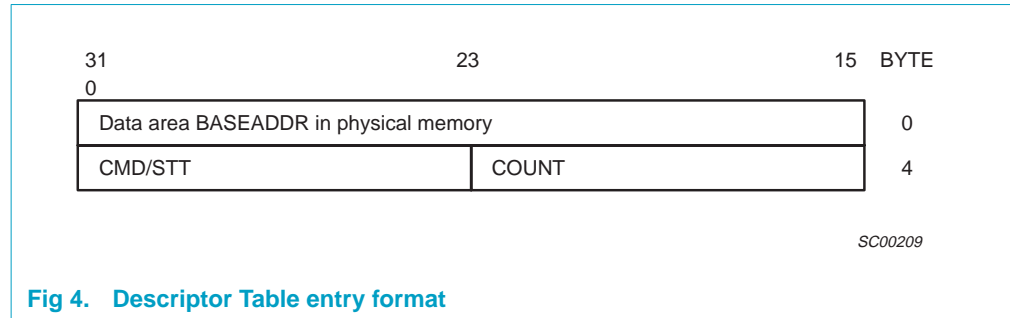 31 23 15 BYTE
0
Data area BASEADDR in physical memory 0
CMD/STT COUNT 4
SC00209
Fig 4. Descriptor Table entry format